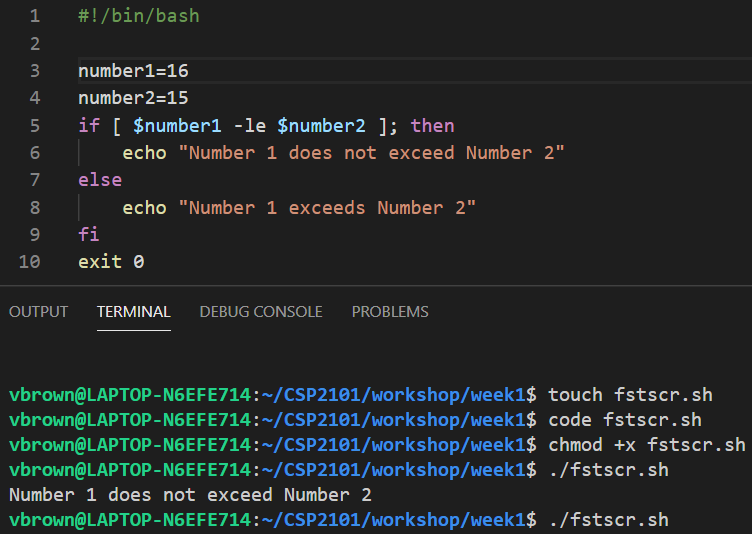 1 #!/bin/bash
2
3 number1=16
4 number2=15
5 if [ $number1 -le $number2 ]; then
6     echo "Number 1 does not exceed Number 2"
7 else
8     echo "Number 1 exceeds Number 2"
9 fi
10 exit 0
OUTPUT TERMINAL DEBUG CONSOLE PROBLEMS
vbrown@LAPTOP-N6EFE714:~/CSP2101/workshop/week1$ touch fstscr.sh
vbrown@LAPTOP-N6EFE714:~/CSP2101/workshop/week1$ code fstscr.sh
vbrown@LAPTOP-N6EFE714:~/CSP2101/workshop/week1$ chmod +x fstscr.sh
vbrown@LAPTOP-N6EFE714:~/CSP2101/workshop/week1$ ./fstscr.sh
Number 1 does not exceed Number 2
vbrown@LAPTOP-N6EFE714:~/CSP2101/workshop/week1$ ./fstscr.sh